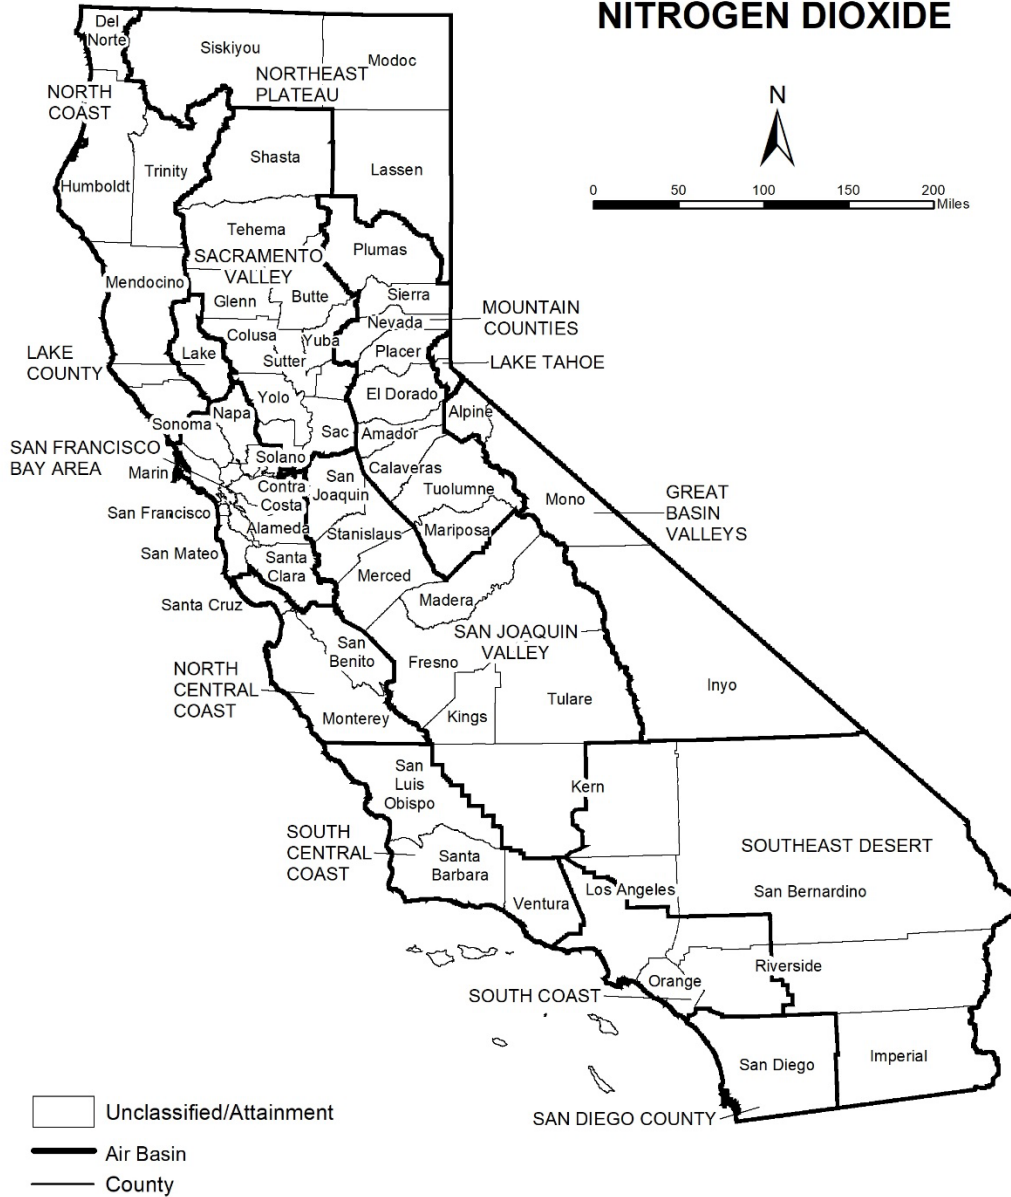 NITROGEN DIOXIDE
Del
Norte
Siskiyou
Modoc
NORTHEAST
PLATEAU
NORTH
COAST
N
Shasta
Trinity
Lassen
Humboldt
0 50 100 150 200
Miles
Tehema
Plumas
SACRAMENTO
VALLEY
Mendocino
Glenn
Butte
Sierra
MOUNTAIN
COUNTIES
Nevada
Colusa
Yuba
Sutter
Placer
LAKE
COUNTY
Lake
LAKE TAHOE
Yolo
El Dorado
Napa
Alpine
Sonoma
Sac
Amador
SAN FRANCISCO
BAY AREA
Solano
Marin
Calaveras
San
Joaquin
Contra
Costa
Tuolumne
Mono
GREAT
BASIN
VALLEYS
San Francisco
Alameda
Stanislaus
Mariposa
San Mateo
Santa
Clara
Merced
Santa Cruz
Madera
SAN JOAQUIN
VALLEY
San
Benito
Fresno
NORTH
CENTRAL
COAST
Monterey
Kings
Tulare
Inyo
San
Luis
Obispo
Kern
SOUTH
CENTRAL
COAST
Santa
Barbara
SOUTHEAST DESERT
Los Angeles
San Bernardino
Ventura
Riverside
Orange
SOUTH COAST
San Diego
Imperial
SAN DIEGO COUNTY
Unclassified/Attainment
Air Basin
County